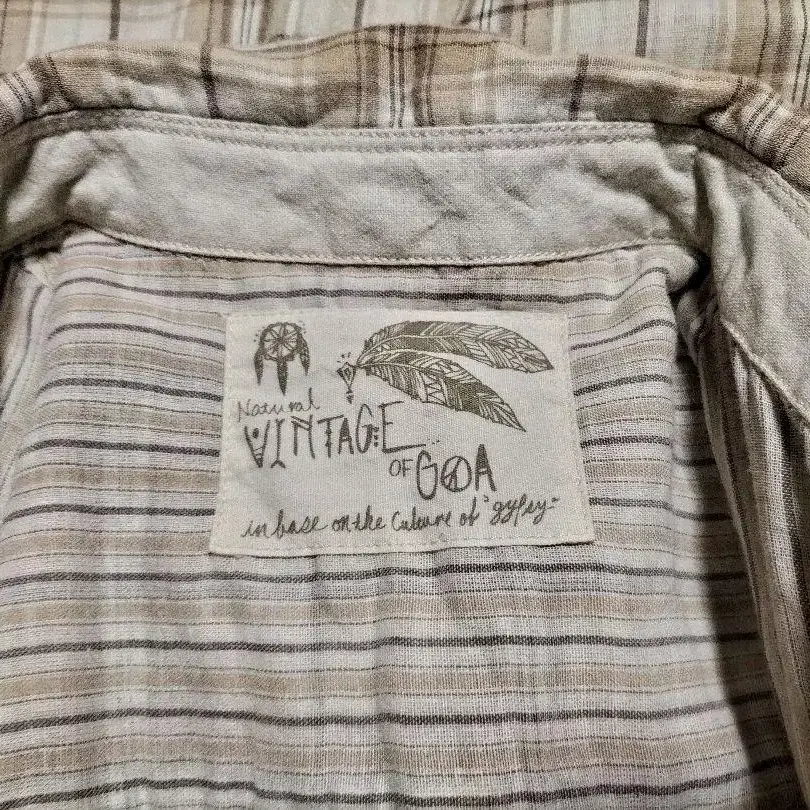 Natural
VINTAGE
OF GOA
in base on the Culture of "gypsy"